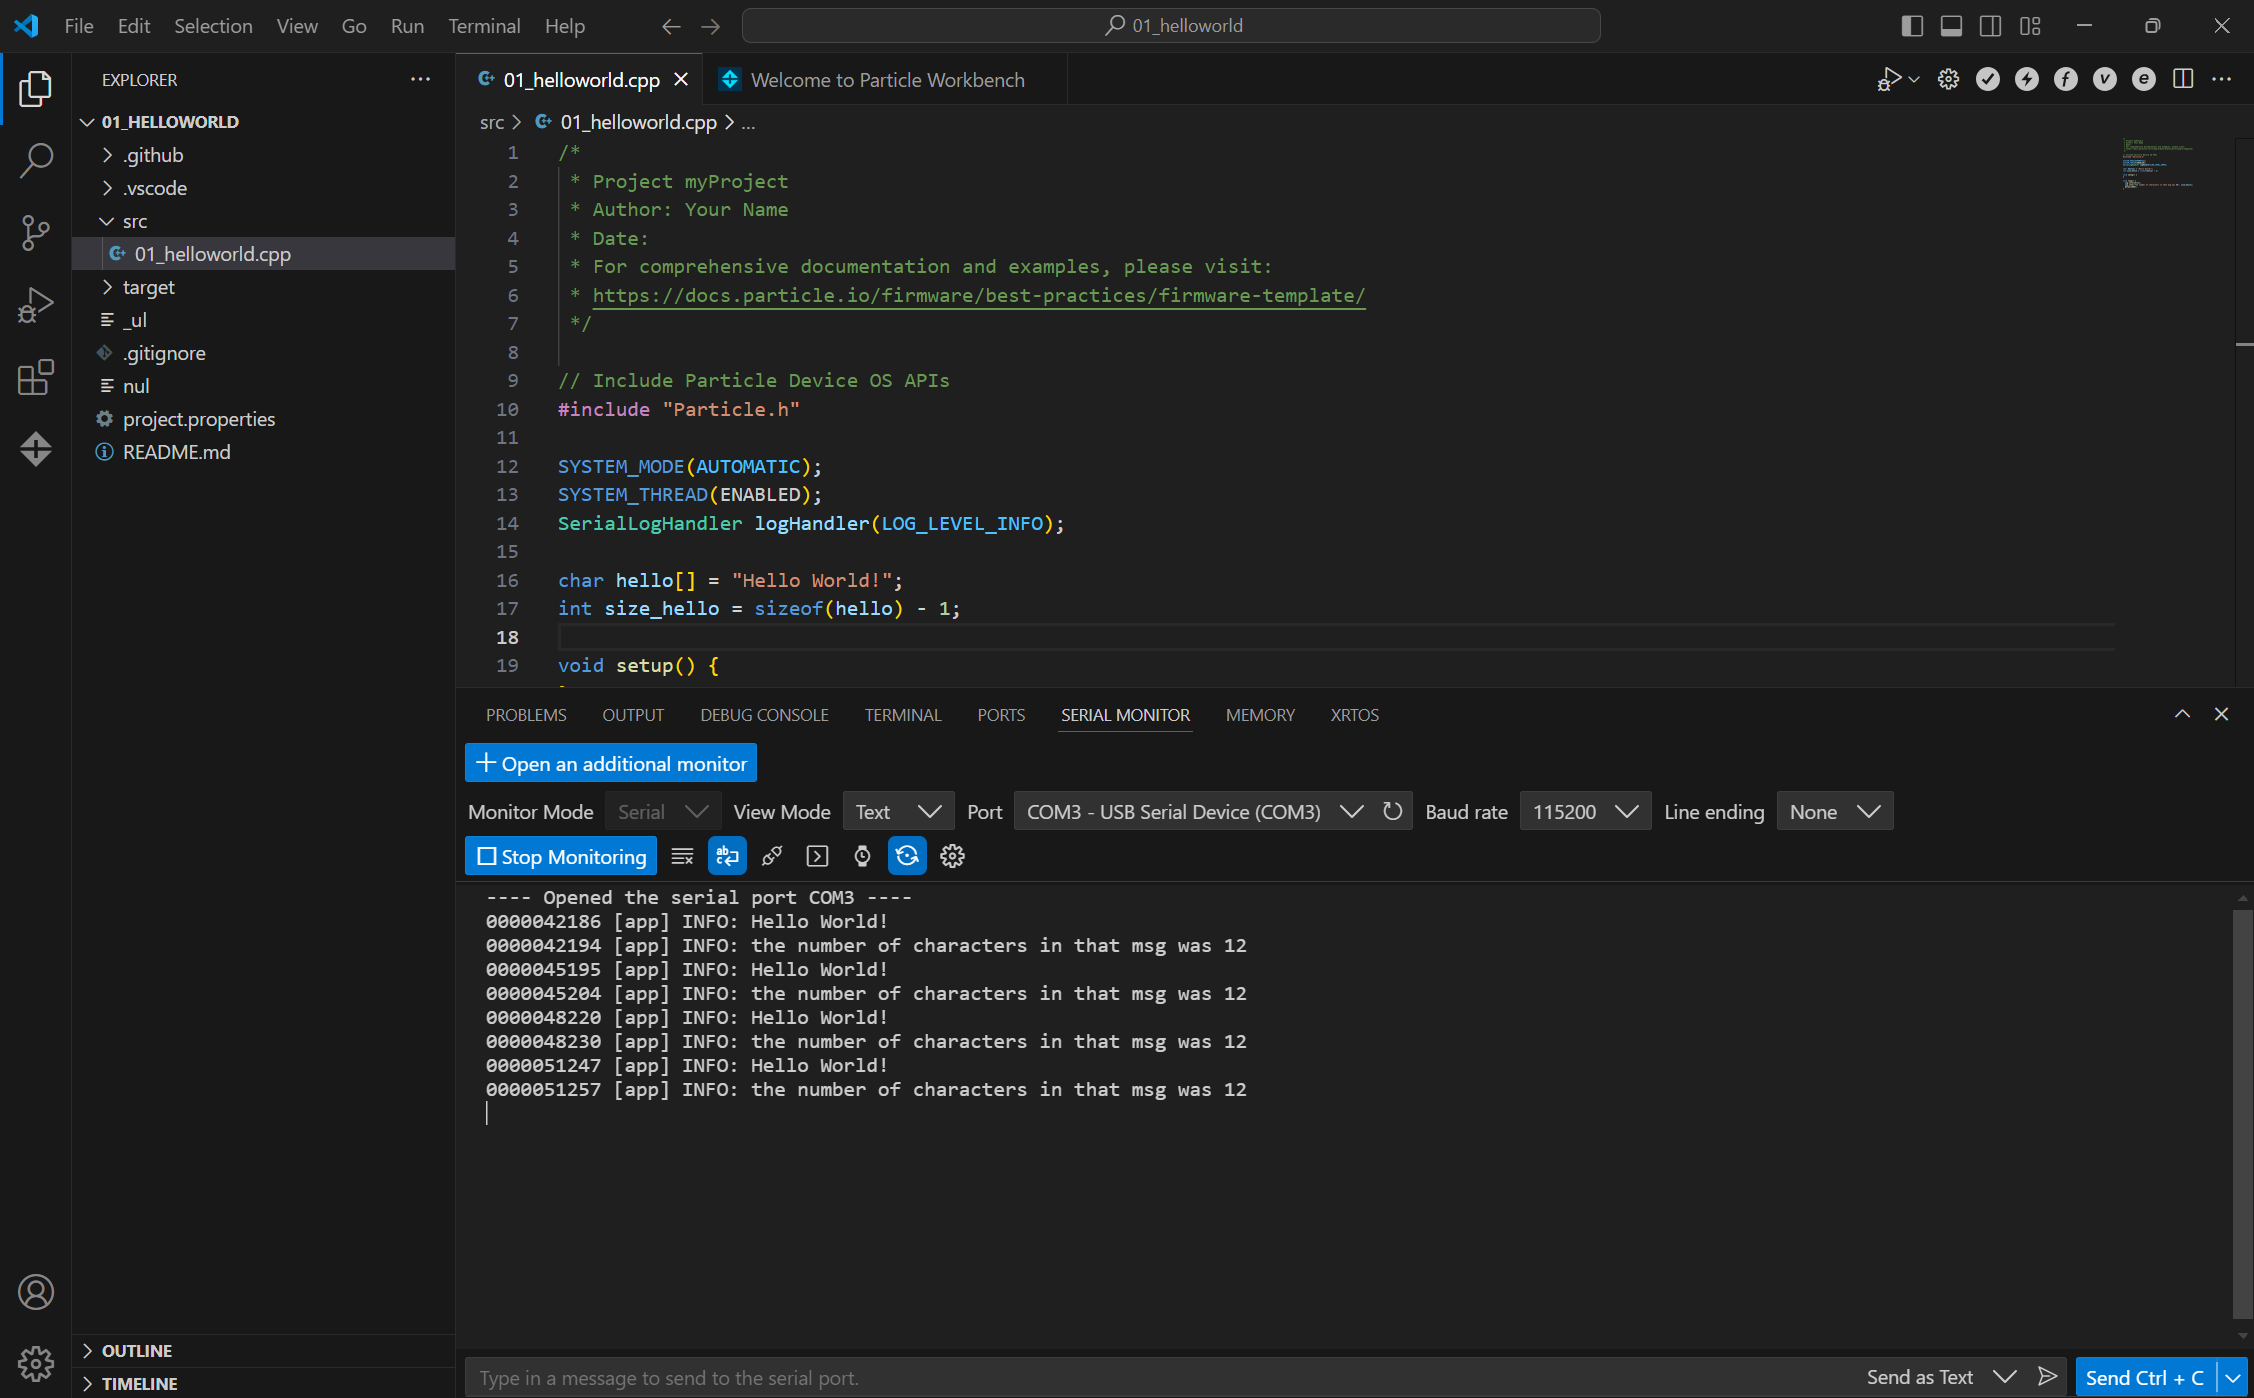 File Edit Selection View Go Run Terminal Help
01_helloworld
EXPLORER
01_HELLOWORLD
.github
.vscode
src
01_helloworld.cpp
target
_ul
.gitignore
nul
project.properties
README.md
OUTLINE
TIMELINE
01_helloworld.cpp
Welcome to Particle Workbench
src > 01_helloworld.cpp > ...
1 /*
2 * Project myProject
3 * Author: Your Name
4 * Date:
5 * For comprehensive documentation and examples, please visit:
6 * https://docs.particle.io/firmware/best-practices/firmware-template/
7 */
8
9 // Include Particle Device OS APIs
10 #include "Particle.h"
11
12 SYSTEM_MODE(AUTOMATIC);
13 SYSTEM_THREAD(ENABLED);
14 SerialLogHandler logHandler(LOG_LEVEL_INFO);
15
16 char hello[] = "Hello World!";
17 int size_hello = sizeof(hello) - 1;
18
19 void setup() {
PROBLEMS OUTPUT DEBUG CONSOLE TERMINAL PORTS SERIAL MONITOR MEMORY XRTOS
Open an additional monitor
Monitor Mode Serial View Mode Text Port COM3 - USB Serial Device (COM3) Baud rate 115200 Line ending None
Stop Monitoring
---- Opened the serial port COM3 ----
0000042186 [app] INFO: Hello World!
0000042194 [app] INFO: the number of characters in that msg was 12
0000045195 [app] INFO: Hello World!
0000045204 [app] INFO: the number of characters in that msg was 12
0000048220 [app] INFO: Hello World!
0000048230 [app] INFO: the number of characters in that msg was 12
0000051247 [app] INFO: Hello World!
0000051257 [app] INFO: the number of characters in that msg was 12
Type in a message to send to the serial port.
Send as Text
Send Ctrl + C